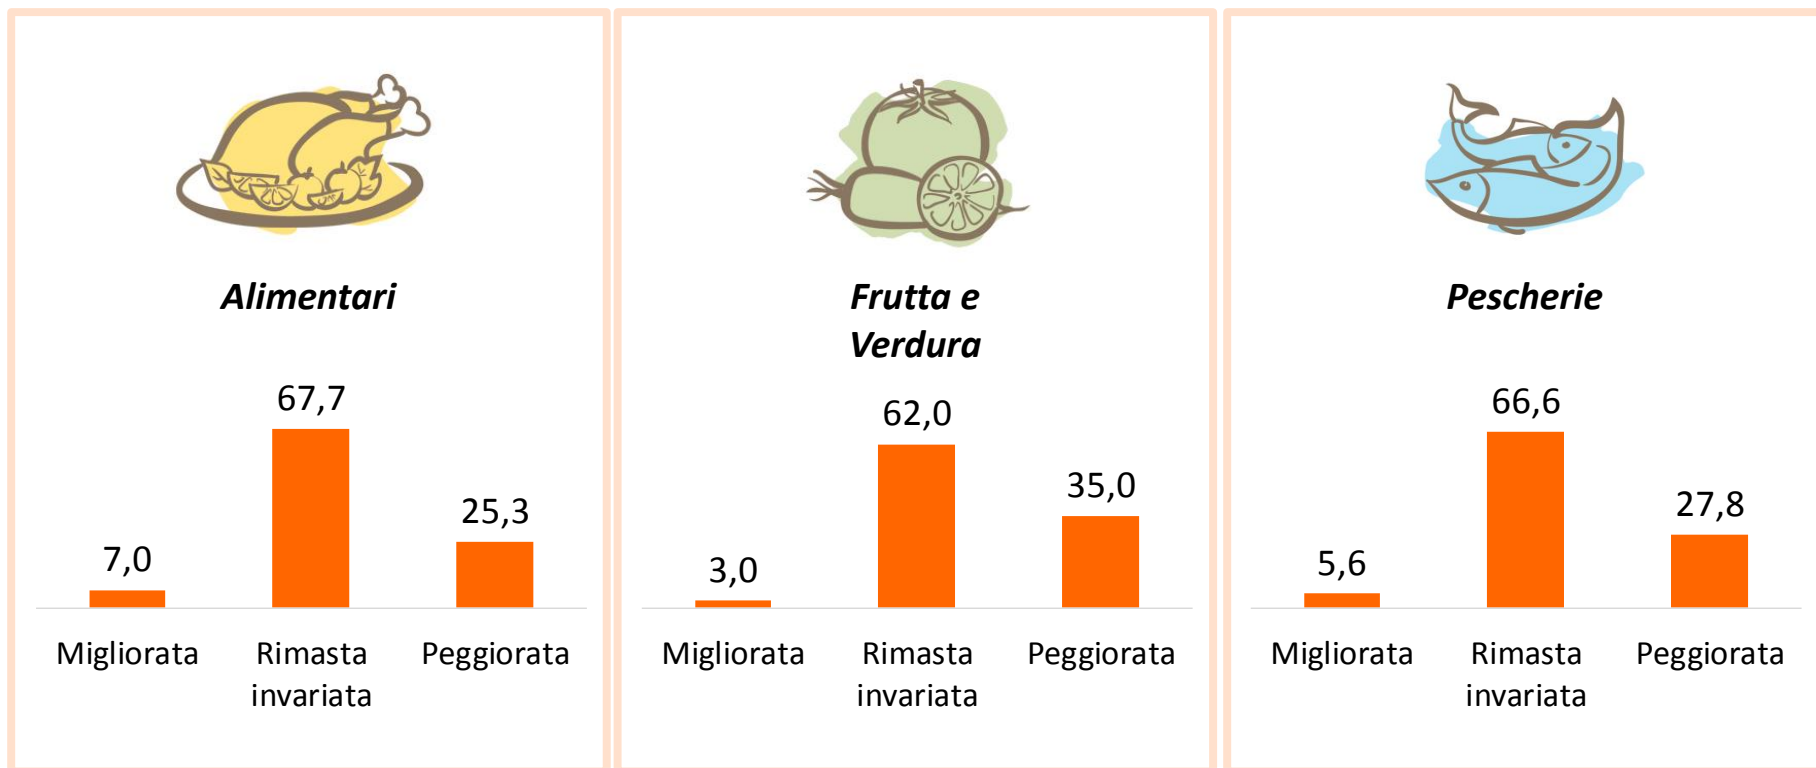 Alimentari
67,7
25,3
7,0
Migliorata
Rimasta
invariata
Peggiorata
Frutta e
Verdura
62,0
35,0
3,0
Migliorata
Rimasta
invariata
Peggiorata
Pescherie
66,6
27,8
5,6
Migliorata
Rimasta
invariata
Peggiorata